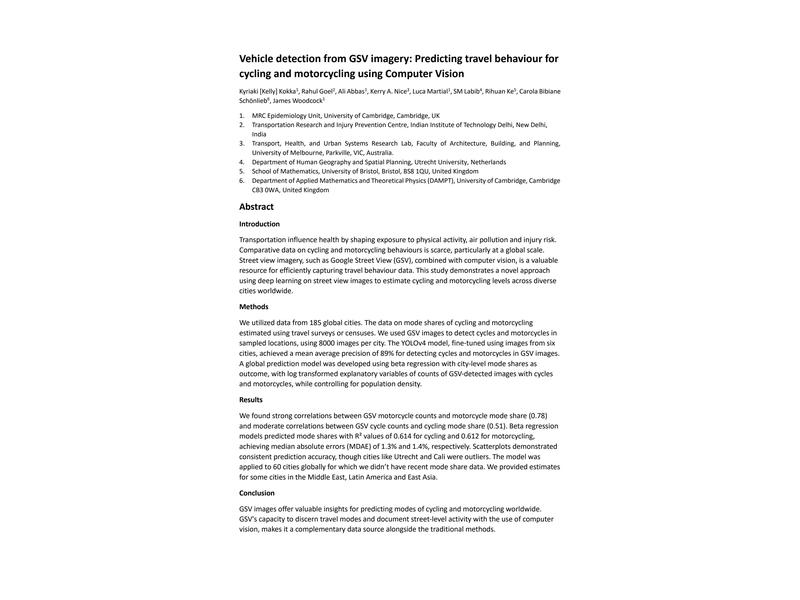 Vehicle detection from GSV imagery: Predicting travel behaviour for
cycling and motorcycling using Computer Vision
Kyriaki [Kelly] Kokka¹, Rahul Goel², Ali Abbas¹, Kerry A. Nice³, Luca Martial¹, SM Labib⁴, Rihuan Ke⁵, Carola Bibiane
Schönlieb⁶, James Woodcock¹
1. MRC Epidemiology Unit, University of Cambridge, Cambridge, UK
2. Transportation Research and Injury Prevention Centre, Indian Institute of Technology Delhi, New Delhi,
India
3. Transport, Health, and Urban Systems Research Lab, Faculty of Architecture, Building, and Planning,
University of Melbourne, Parkville, VIC, Australia.
4. Department of Human Geography and Spatial Planning, Utrecht University, Netherlands
5. School of Mathematics, University of Bristol, Bristol, BS8 1QU, United Kingdom
6. Department of Applied Mathematics and Theoretical Physics (DAMPT), University of Cambridge, Cambridge
CB3 0WA, United Kingdom
Abstract
Introduction
Transportation influence health by shaping exposure to physical activity, air pollution and injury risk.
Comparative data on cycling and motorcycling behaviours is scarce, particularly at a global scale.
Street view imagery, such as Google Street View (GSV), combined with computer vision, is a valuable
resource for efficiently capturing travel behaviour data. This study demonstrates a novel approach
using deep learning on street view images to estimate cycling and motorcycling levels across diverse
cities worldwide.
Methods
We utilized data from 185 global cities. The data on mode shares of cycling and motorcycling
estimated using travel surveys or censuses. We used GSV images to detect cycles and motorcycles in
sampled locations, using 8000 images per city. The YOLOv4 model, fine-tuned using images from six
cities, achieved a mean average precision of 89% for detecting cycles and motorcycles in GSV images.
A global prediction model was developed using beta regression with city-level mode shares as
outcome, with log transformed explanatory variables of counts of GSV-detected images with cycles
and motorcycles, while controlling for population density.
Results
We found strong correlations between GSV motorcycle counts and motorcycle mode share (0.78)
and moderate correlations between GSV cycle counts and cycling mode share (0.51). Beta regression
models predicted mode shares with R² values of 0.614 for cycling and 0.612 for motorcycling,
achieving median absolute errors (MDAE) of 1.3% and 1.4%, respectively. Scatterplots demonstrated
consistent prediction accuracy, though cities like Utrecht and Cali were outliers. The model was
applied to 60 cities globally for which we didn’t have recent mode share data. We provided estimates
for some cities in the Middle East, Latin America and East Asia.
Conclusion
GSV images offer valuable insights for predicting modes of cycling and motorcycling worldwide.
GSV’s capacity to discern travel modes and document street-level activity with the use of computer
vision, makes it a complementary data source alongside the traditional methods.